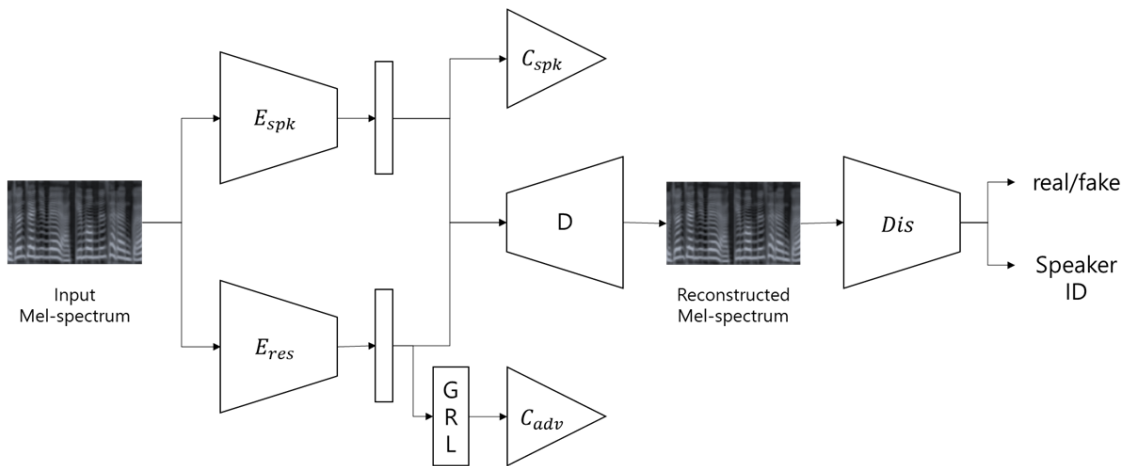 Input
Mel-spectrum
E_spk
E_res
C_spk
D
G
R
L
C_adv
Reconstructed
Mel-spectrum
Dis
real/fake
Speaker
ID